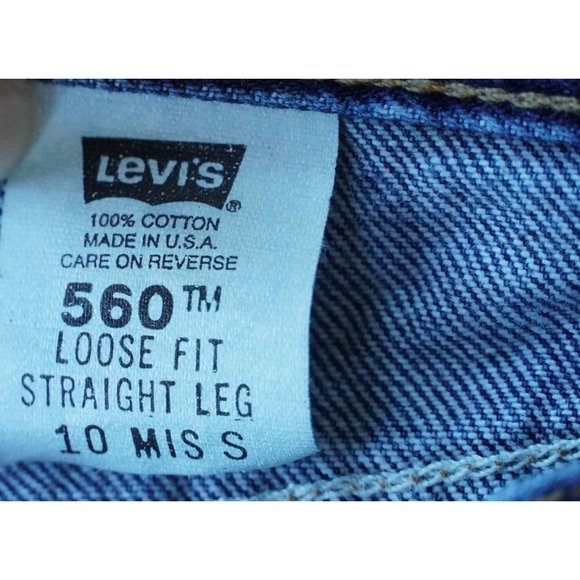 Levi's®
100% COTTON
MADE IN U.S.A.
CARE ON REVERSE
560™
LOOSE FIT
STRAIGHT LEG
10 MIS S